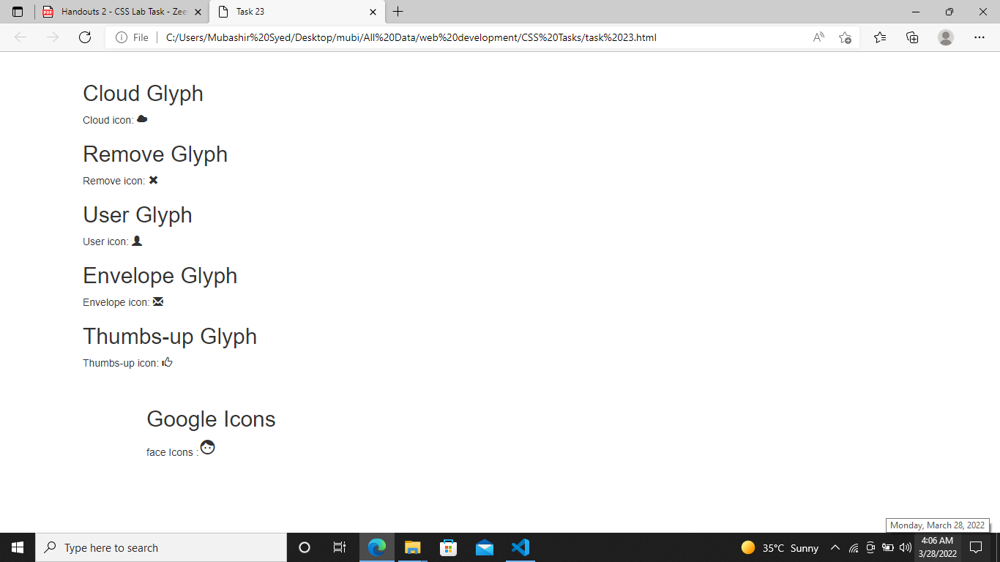 Handouts 2 - CSS Lab Task - Zee
Task 23
File
C:/Users/Mubashir%20Syed/Desktop/mubi/All%20Data/web%20development/CSS%20Tasks/task%2023.html
Cloud Glyph
Cloud icon:
Remove Glyph
Remove icon:
User Glyph
User icon:
Envelope Glyph
Envelope icon:
Thumbs-up Glyph
Thumbs-up icon:
Google Icons
face Icons :
Monday, March 28, 2022
Type here to search
35°C Sunny
4:06 AM
3/28/2022